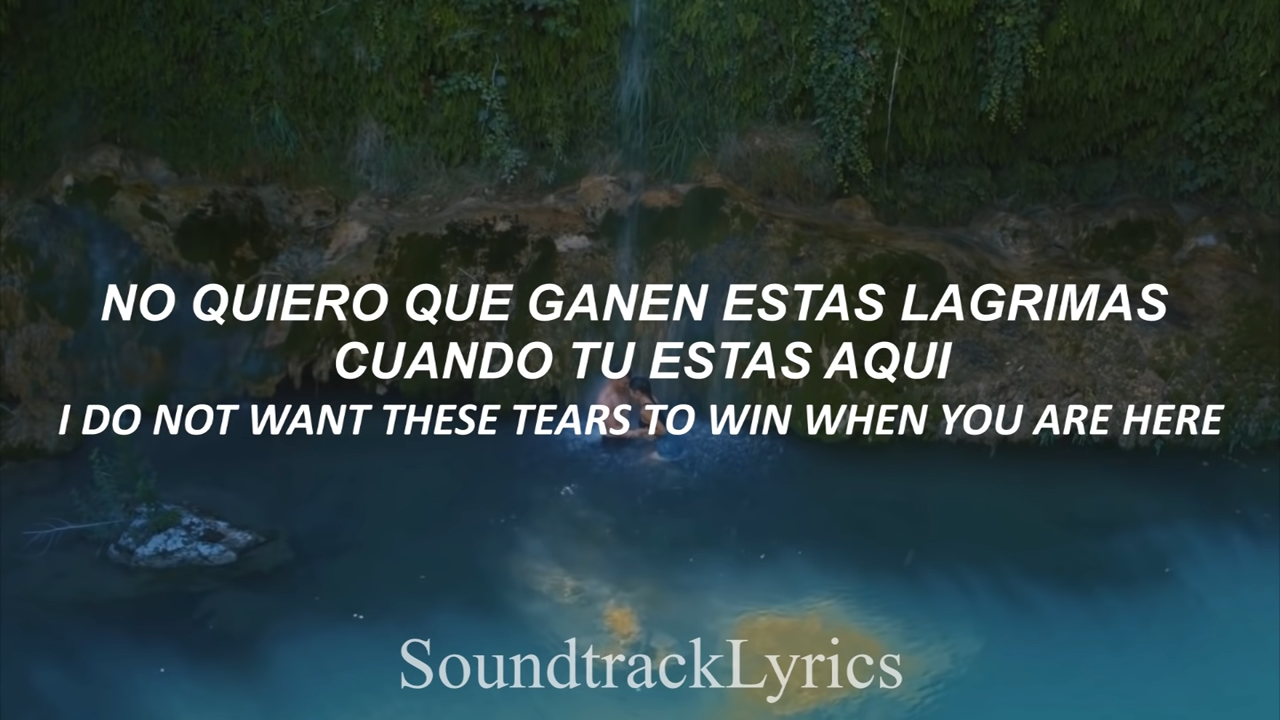 NO QUIERO QUE GANEN ESTAS LAGRIMAS
CUANDO TU ESTAS AQUI
I DO NOT WANT THESE TEARS TO WIN WHEN YOU ARE HERE
SoundtrackLyrics